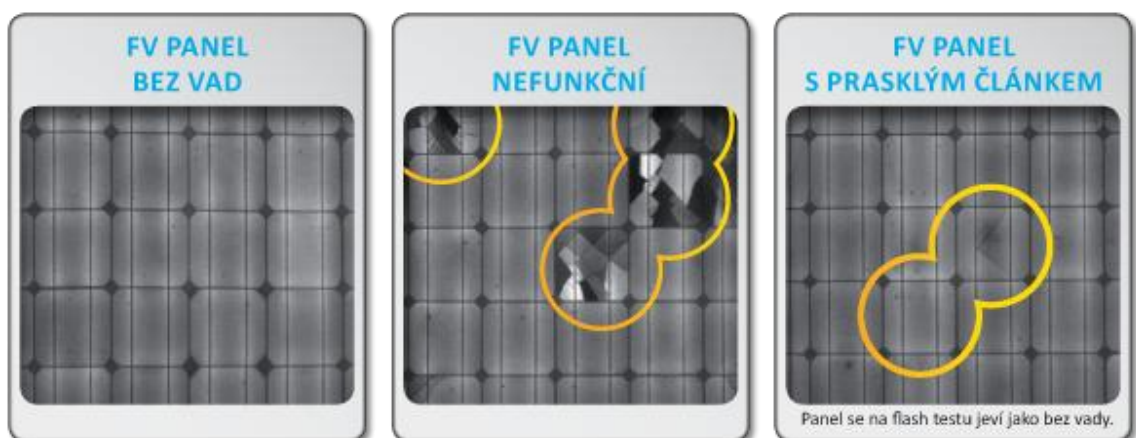 FV PANEL
BEZ VAD
FV PANEL
NEFUNKČNÍ
FV PANEL
S PRASKLÝM ČLÁNKEM
Panel se na flash testu jeví jako bez vady.